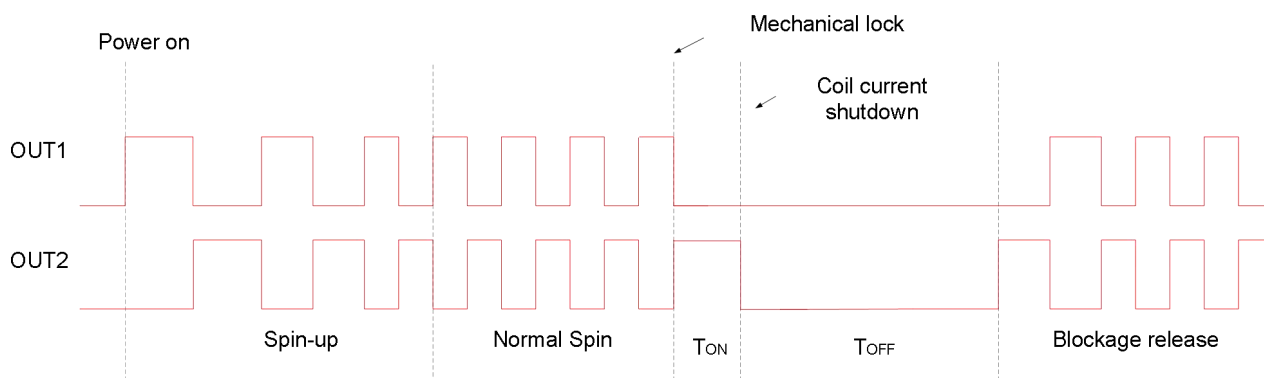 Mechanical lock
Power on
Coil current
shutdown
OUT1
OUT2
Spin-up
Normal Spin
TON
TOFF
Blockage release